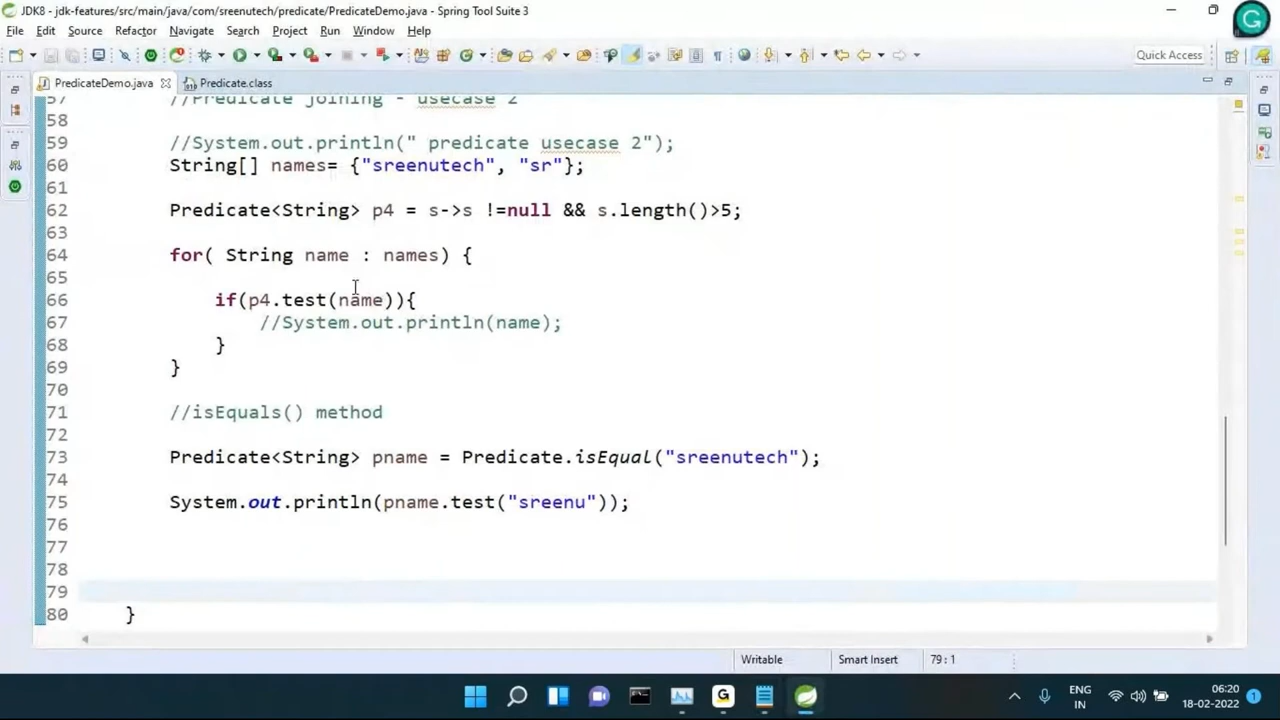 JDK8 - jdk-features/src/main/java/com/sreenutech/predicate/PredicateDemo.java - Spring Tool Suite 3
File Edit Source Refactor Navigate Search Project Run Window Help
Quick Access
PredicateDemo.java Predicate.class
57 //Predicate joining - usecase 2
58
59 //System.out.println(" predicate usecase 2");
60 String[] names= {"sreenutech", "sr"};
61
62 Predicate<String> p4 = s->s !=null && s.length()>5;
63
64 for( String name : names) {
65
66 if(p4.test(name)){
67 //System.out.println(name);
68 }
69 }
70
71 //isEquals() method
72
73 Predicate<String> pname = Predicate.isEqual("sreenutech");
74
75 System.out.println(pname.test("sreenu"));
76
77
78
79
80 }
Writable Smart Insert 79 : 1
ENG
IN
06:20
18-02-2022
1